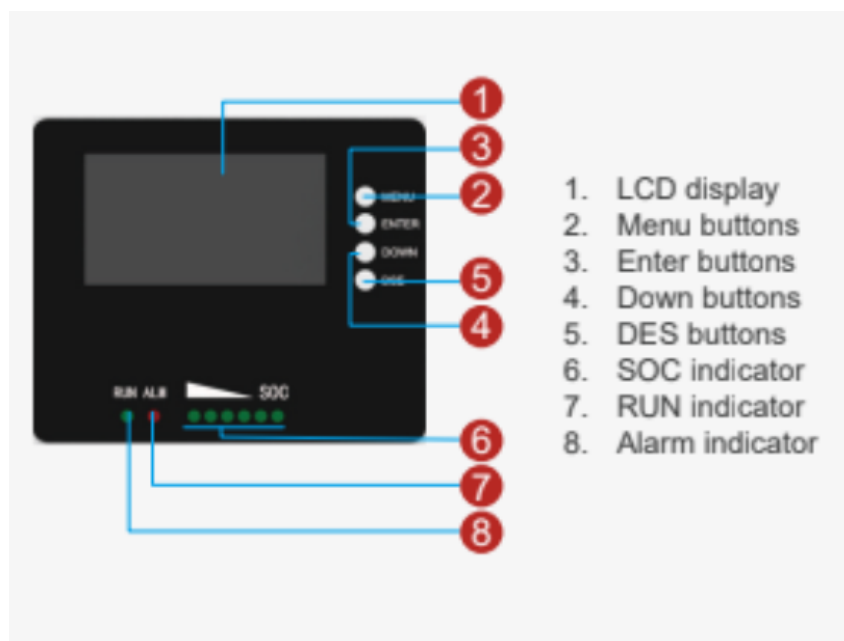 1
3
MENU
2
ENTER
DOWN
5
4
RUN ALM SOC
6
7
8
1. LCD display
2. Menu buttons
3. Enter buttons
4. Down buttons
5. DES buttons
6. SOC indicator
7. RUN indicator
8. Alarm indicator